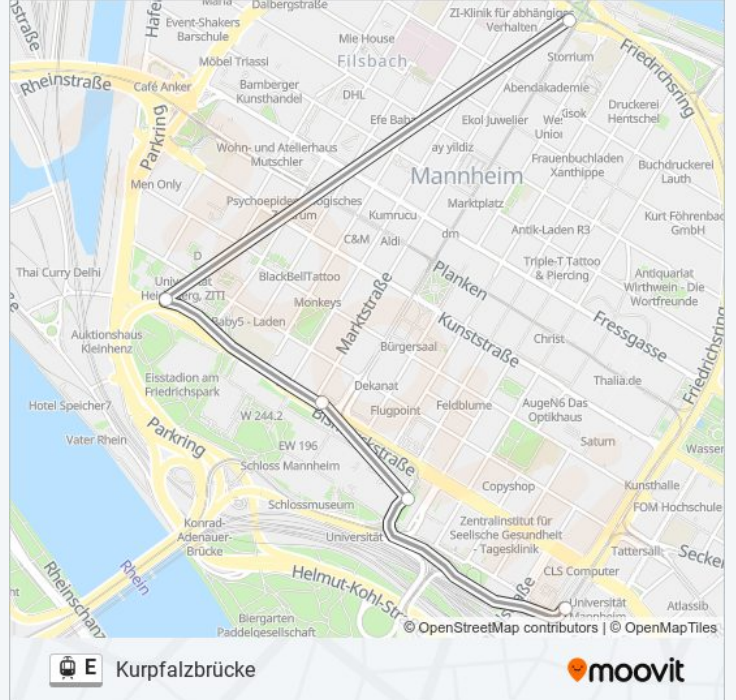 Dalbergstraße
ZI-Klinik für abhängiges
Verhalten
Event-Shakers
Barschule
Mie House
Filsbach
Storrium
Friedrichsring
Möbel Triassi
Rheinstraße
Café Anker
Bamberger
Kunsthandel
DHL
Abendakademie
Druckerei
Hentschel
Efe Baba
Ekol Juwelier
Kisok
Union
Parkring
Wohn- und Atelierhaus
Mutschler
ay yildiz
Frauenbuchladen
Xanthippe
Buchdruckerei
Lauth
Mannheim
Men Only
Marktplatz
Kumrucu
Kurt Föhrenbac
GmbH
C&M
Aldi
dm
Antik-Laden R3
D
Thai Curry Delhi
BlackBellTattoo
Planken
Triple-T Tattoo
& Piercing
Antiquariat
Wirthwein - Die
Wortfreunde
Monkeys
Baby5 - Laden
Marktstraße
Kunststraße
Fressgasse
Auktionshaus
Kleinhenz
Bürgersaal
Christ
Friedrichsring
Eisstadion am
Friedrichspark
Dekanat
Thalia:de
Hotel Speicher7
W 244.2
Flugpoint
Feldblume
AugeN6 Das
Optikhaus
Vater Rhein
Parkring
EW 196
Saturn
Wasser
Schloss Mannheim
Copyshop
Kunsthalle
Schlossmuseum
FOM Hochschule
Konrad-
Adenauer-
Brücke
Universität
Zentralinstitut für
Seelische Gesundheit
- Tagesklinik
Tattersall
Secke
CLS Computer
Rhein
Rheinschanz
Helmut-Kohl-Str
Universität
Mannheim
Atlassib
Biergarten
Paddelgesellschaft
© OpenStreetMap contributors | © OpenMapTiles
E Kurpfalzbrücke
moovit